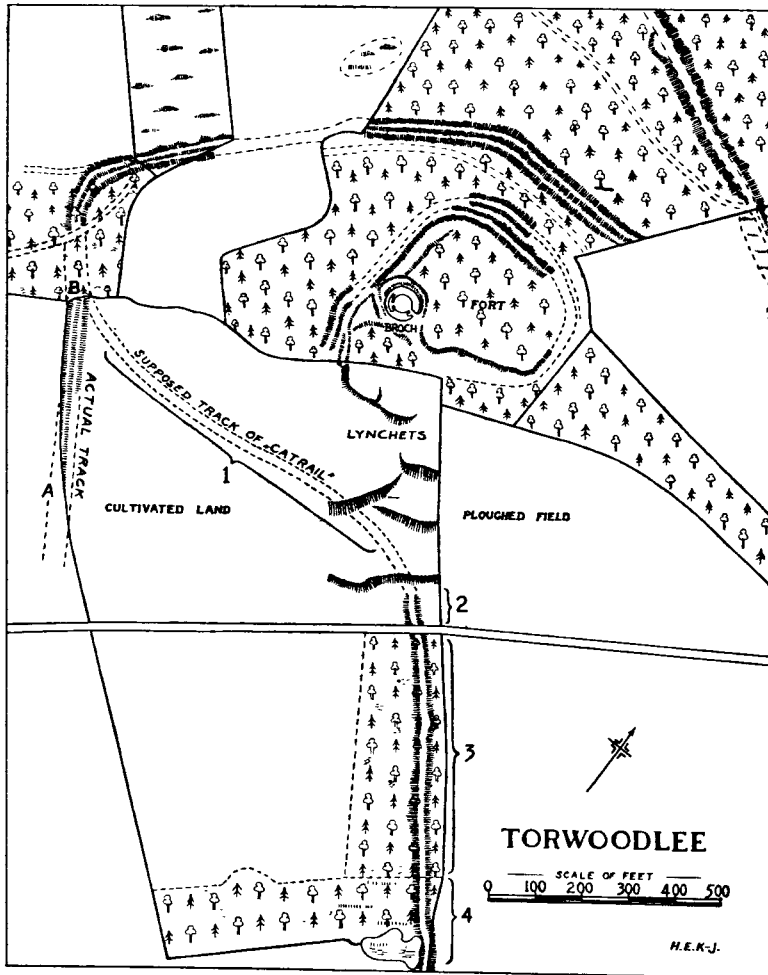 FORT
BROCH
B
SUPPOSED TRACK OF „CATRAIL”
ACTUAL TRACK
LYNCHETS
1
A
CULTIVATED LAND
PLOUGHED FIELD
2
3
TORWOODLEE
SCALE OF FEET
0 100 200 300 400 500
4
H.E.K-J.